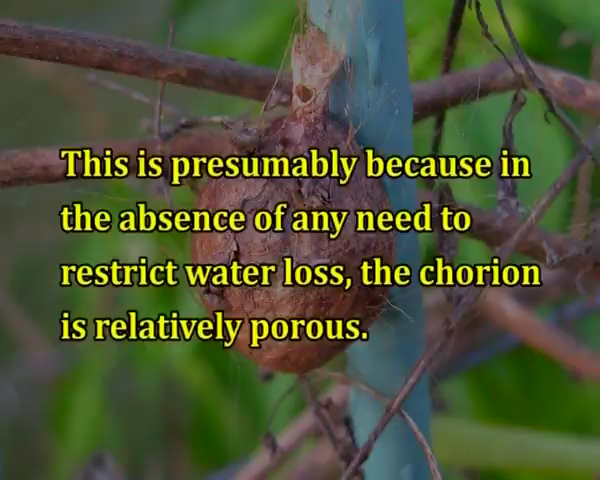 This is presumably because in
the absence of any need to
restrict water loss, the chorion
is relatively porous.